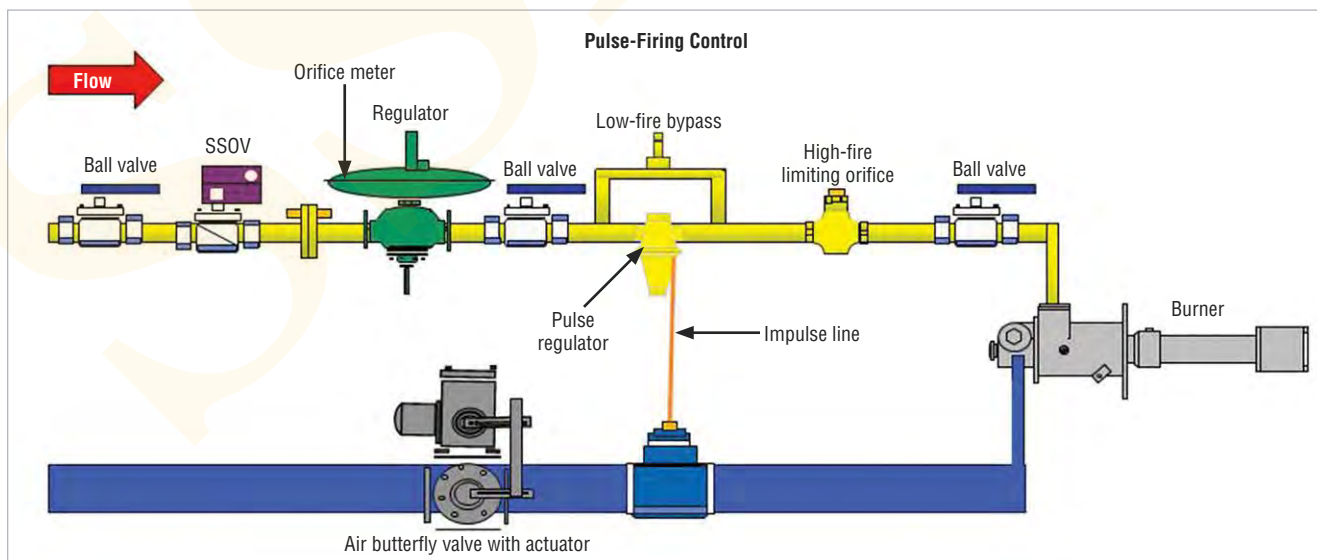 Pulse-Firing Control
Flow
Orifice meter
Regulator
Low-fire bypass
SSOV
Ball valve
Ball valve
High-fire
limiting orifice
Ball valve
Pulse
regulator
Impulse line
Burner
Air butterfly valve with actuator